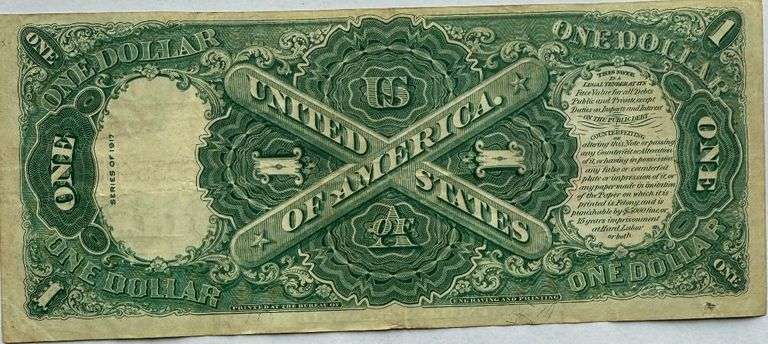 ONE
ONE DOLLAR
ONE DOLLAR
1
US
UNITED
STATES
OF AMERICA.
1
1
OF
A
ONE
SERIES OF 1917
THIS NOTE
IS A
LEGAL TENDER AT ITS
Face Value for all Debts
Public and Private, except
Duties on Imports and Interest
ON THE PUBLIC DEBT.
COUNTERFEITING
altering this Note or passing
any Counterfeit or Alteration
of it, or having in possession
any false or counterfeit
plate or impression of it, or
any paper made in imitation
of the Paper on which it is
printed is Felony, and is
punishable by $5000 fine, or
15 years imprisonment
at Hard Labor
or both.
ONE
1
ONE DOLLAR
ONE DOLLAR
ONE
PRINTED AT THE BUREAU OF
ENGRAVING AND PRINTING